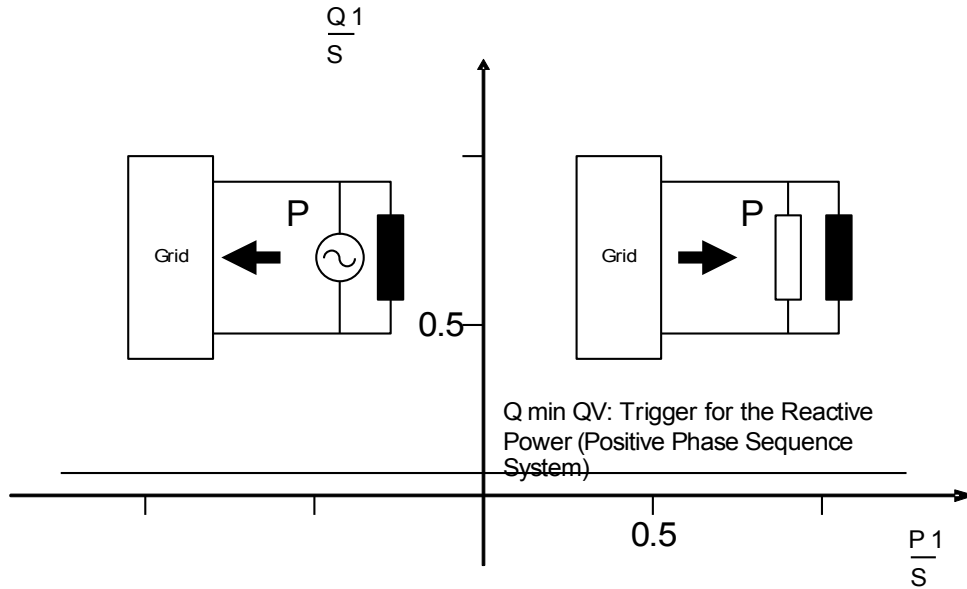 Q 1
S
P
Grid
P
Grid
0.5
Q min QV: Trigger for the Reactive
Power (Positive Phase Sequence
System)
0.5
P 1
S